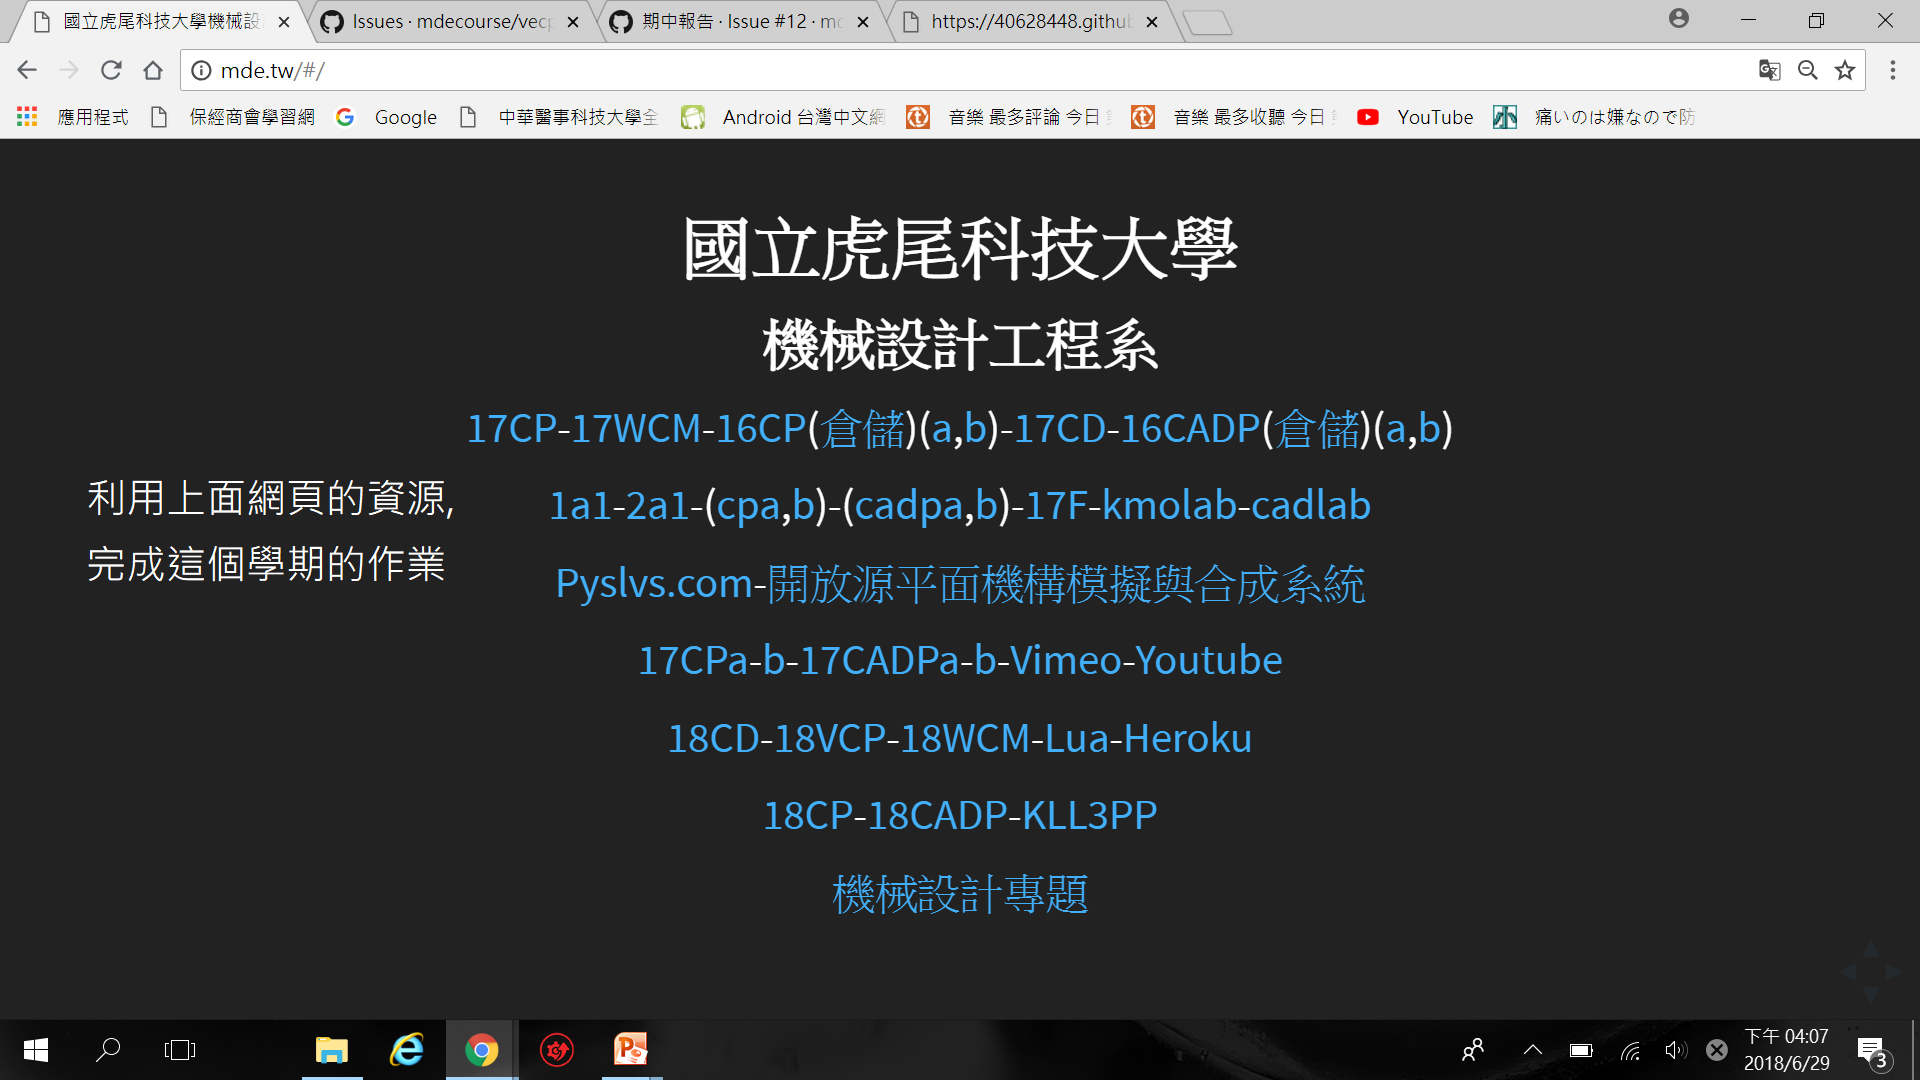 國立虎尾科技大學機械設
Issues · mdecourse/vecp
期中報告 · Issue #12 · md
https://40628448.github
mde.tw/#/
應用程式 保經商會學習網 Google 中華醫事科技大學全 Android 台灣中文網 音樂 最多評論 今日 音樂 最多收聽 今日 YouTube 痛いのは嫌なので防
國立虎尾科技大學
機械設計工程系
17CP-17WCM-16CP(倉儲)(a,b)-17CD-16CADP(倉儲)(a,b)
利用上面網頁的資源,
完成這個學期的作業
1a1-2a1-(cpa,b)-(cadpa,b)-17F-kmolab-cadlab
Pyslvs.com-開放源平面機構模擬與合成系統
17CPa-b-17CADPa-b-Vimeo-Youtube
18CD-18VCP-18WCM-Lua-Heroku
18CP-18CADP-KLL3PP
機械設計專題
下午 04:07
2018/6/29
3